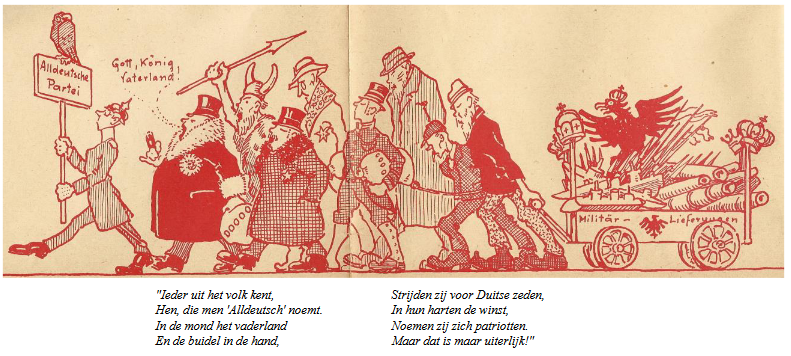 Alldeutsche
Partei
Gott, König
Vaterland!
Militär - Lieferungen
"Ieder uit het volk kent,
Hen, die men 'Alldeutsch' noemt.
In de mond het vaderland
En de buidel in de hand,
Strijden zij voor Duitse zeden,
In hun harten de winst,
Noemen zij zich patriotten.
Maar dat is maar uiterlijk!"